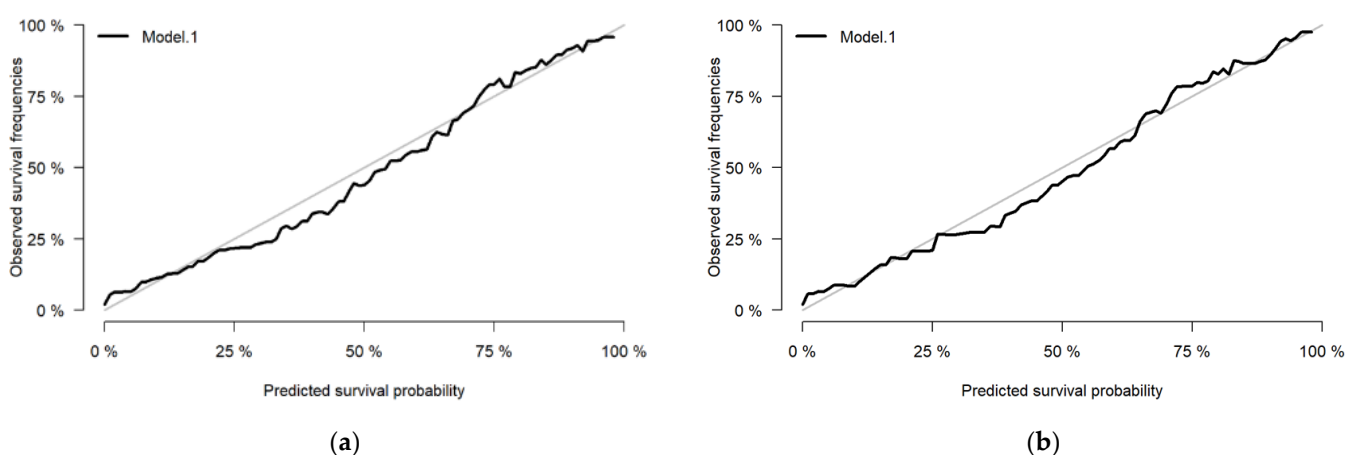 100 %
75 %
50 %
25 %
0 %
Observed survival frequencies
Model.1
0 %
25 %
50 %
75 %
100 %
Predicted survival probability
(a)
100 %
75 %
50 %
25 %
0 %
Observed survival frequencies
Model.1
0 %
25 %
50 %
75 %
100 %
Predicted survival probability
(b)